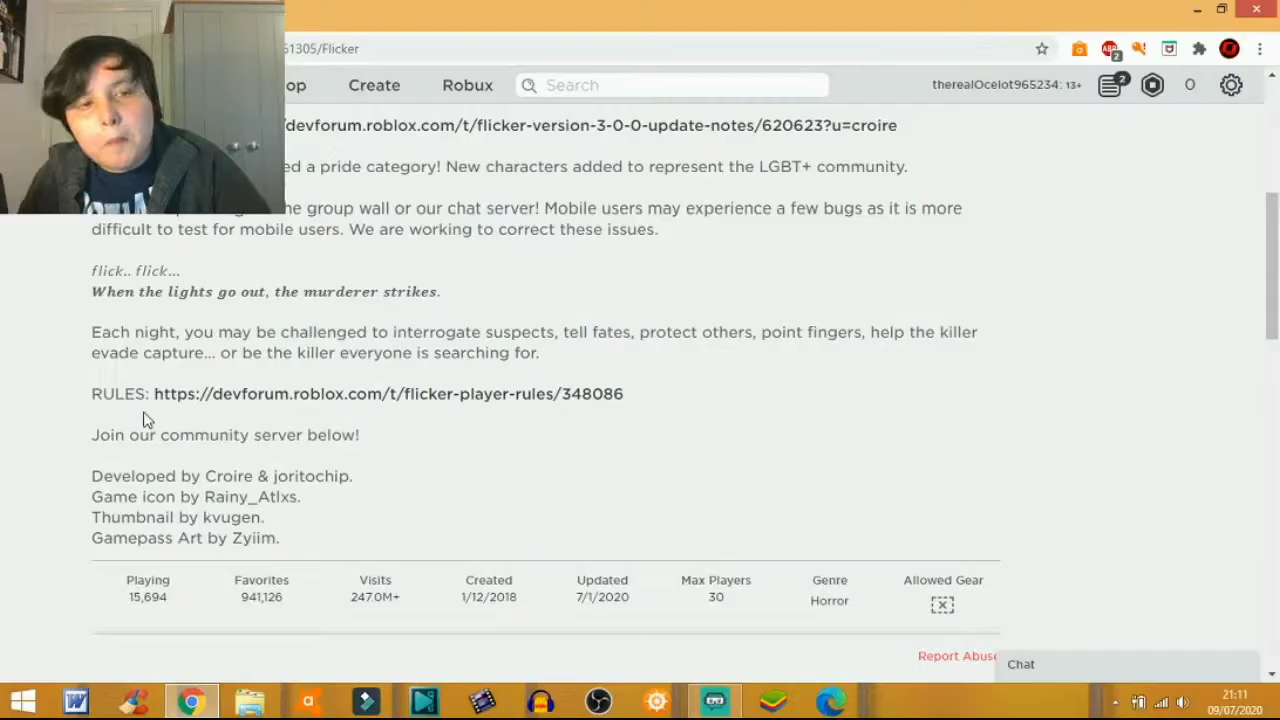 61305/Flicker
ABP
2
op Create Robux Search therealOcelot965234: 13+ 2 0
/devforum.roblox.com/t/flicker-version-3-0-0-update-notes/620623?u=croire
ed a pride category! New characters added to represent the LGBT+ community.
he group wall or our chat server! Mobile users may experience a few bugs as it is more
difficult to test for mobile users. We are working to correct these issues.
flick.. flick...
When the lights go out, the murderer strikes.
Each night, you may be challenged to interrogate suspects, tell fates, protect others, point fingers, help the killer
evade capture... or be the killer everyone is searching for.
RULES: https://devforum.roblox.com/t/flicker-player-rules/348086
Join our community server below!
Developed by Croire & joritochip.
Game icon by Rainy_Atlxs.
Thumbnail by kvugen.
Gamepass Art by Zyiim.
Playing Favorites Visits Created Updated Max Players Genre Allowed Gear
15,694 941,126 247.0M+ 1/12/2018 7/1/2020 30 Horror
Report Abuse
Chat
21:11
09/07/2020